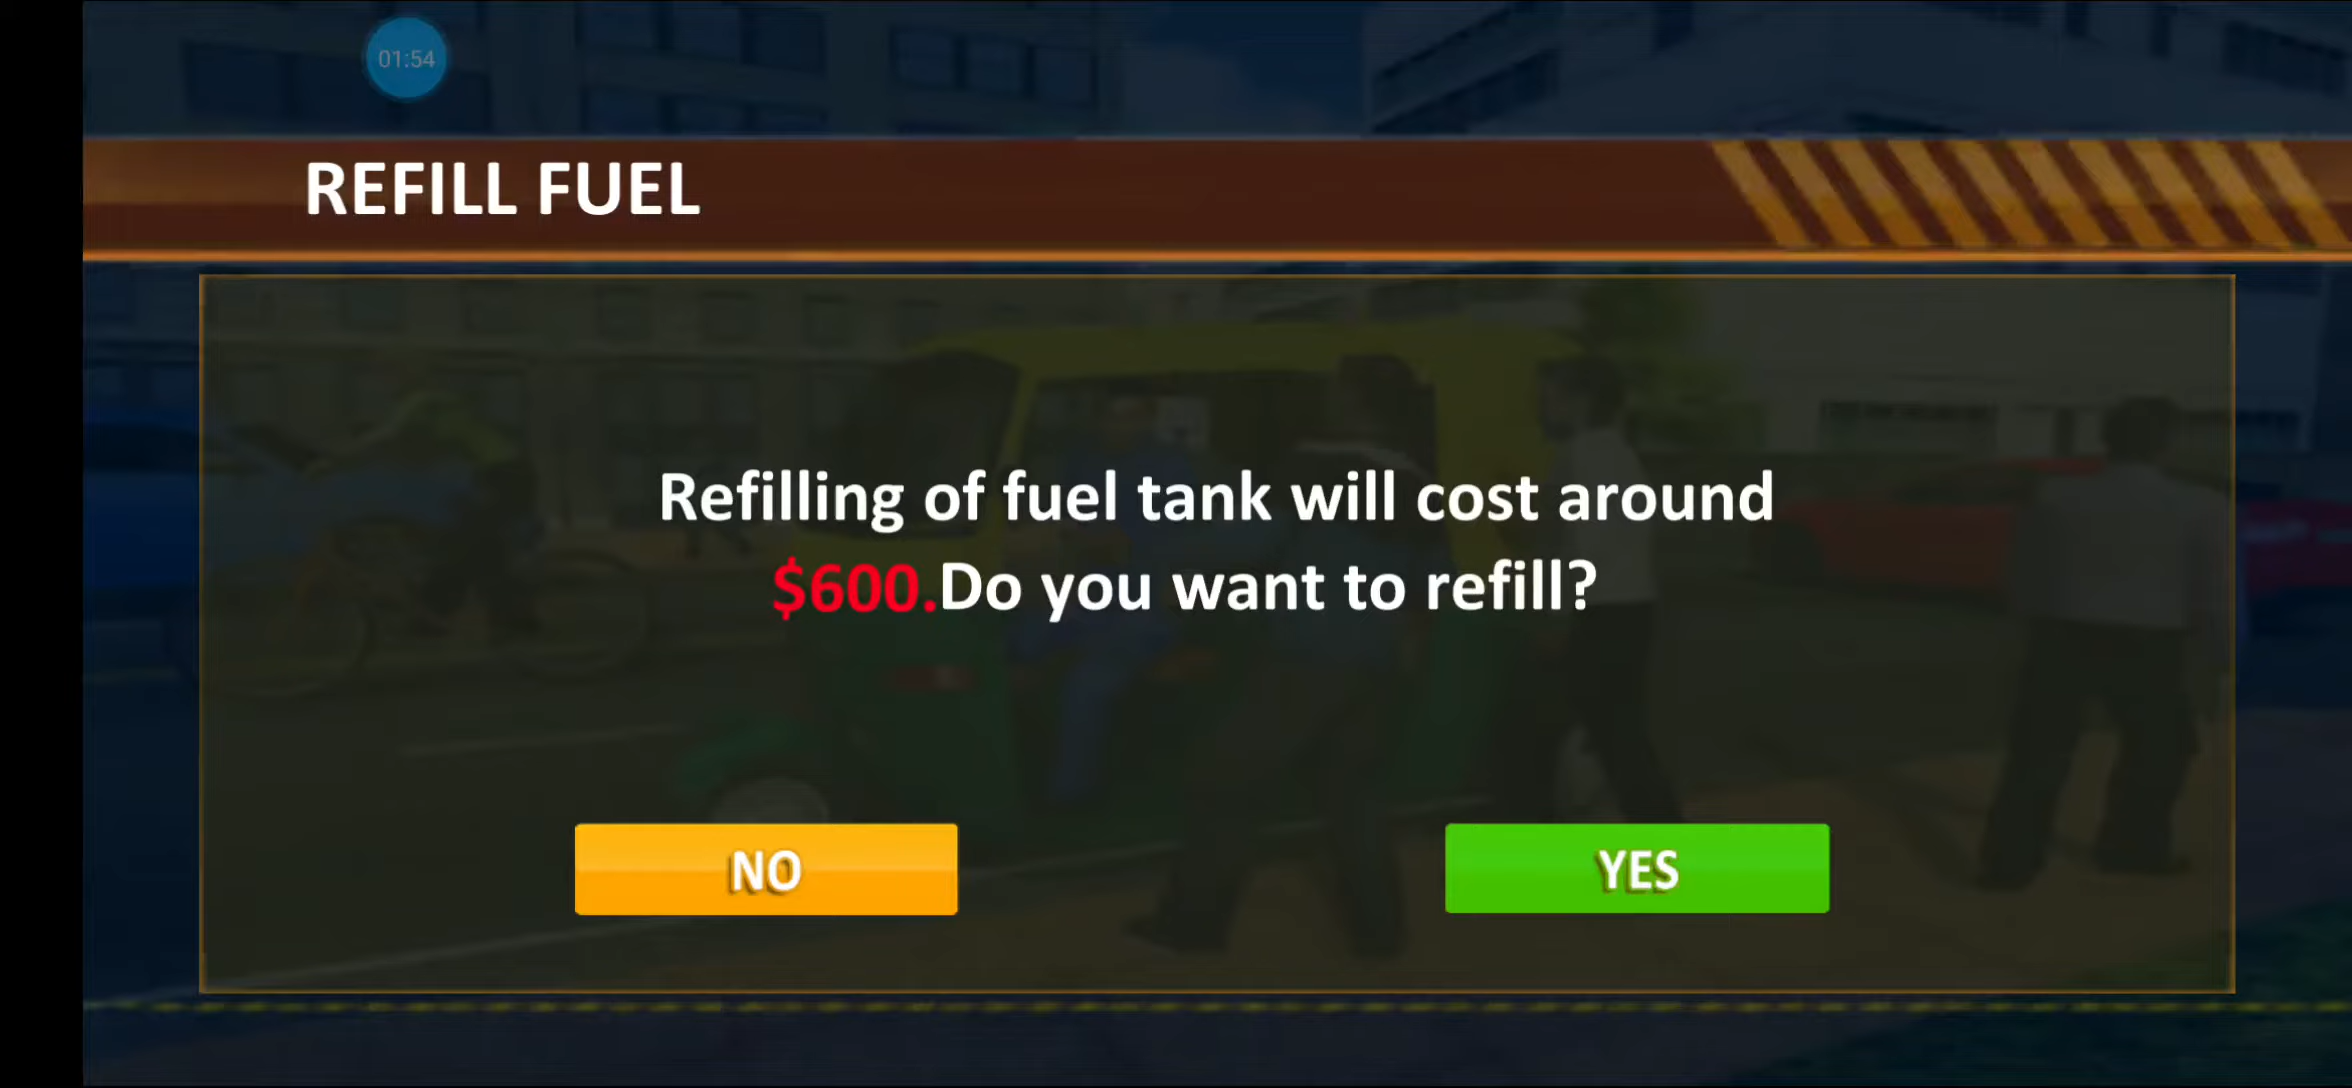 01:54
REFILL FUEL
Refilling of fuel tank will cost around
$600.Do you want to refill?
NO
YES